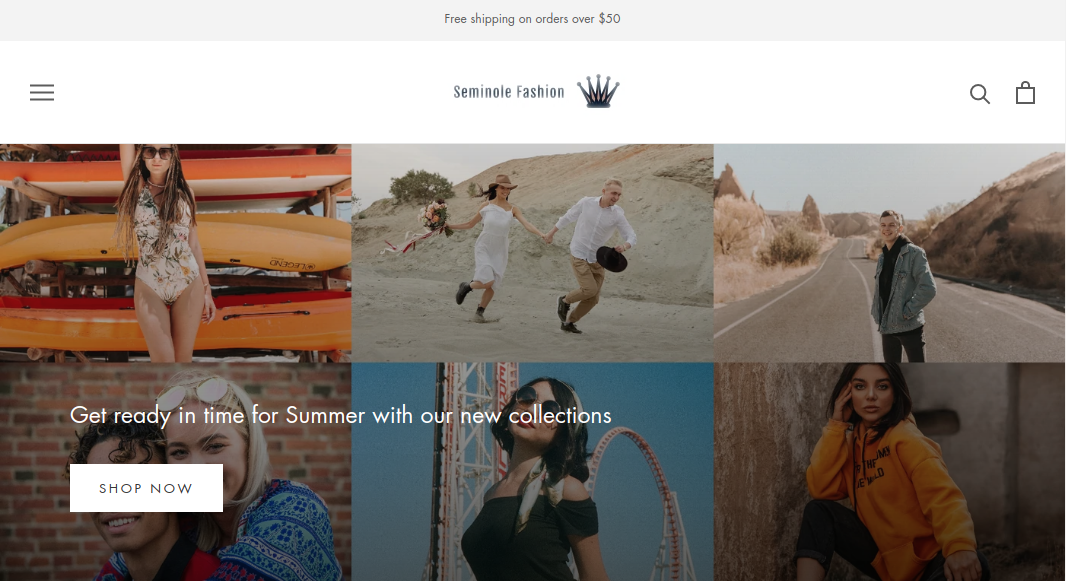 Free shipping on orders over $50
Seminole Fashion
LEGEND
Get ready in time for Summer with our new collections
SHOP NOW